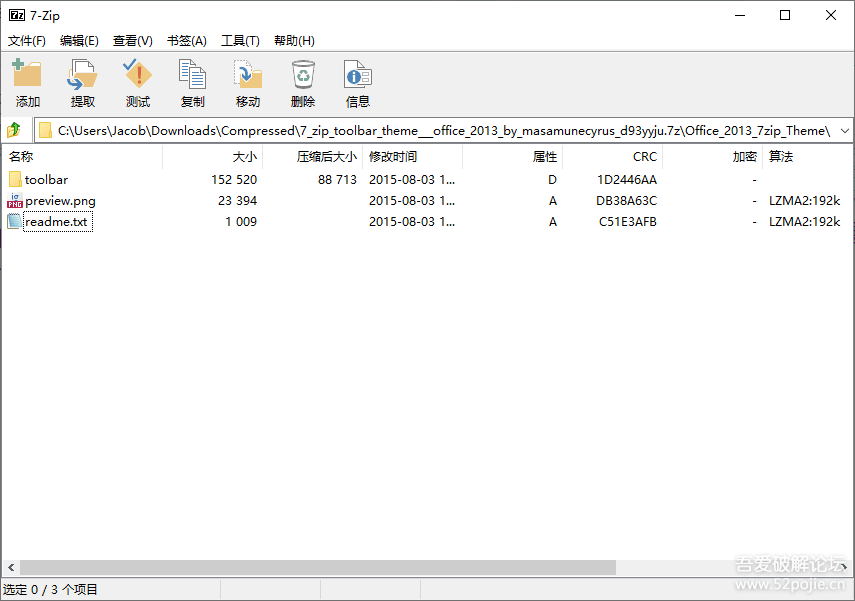 7z 7-Zip
文件(F) 编辑(E) 查看(V) 书签(A) 工具(T) 帮助(H)
添加 提取 测试 复制 移动 删除 信息
C:\Users\Jacob\Downloads\Compressed\7_zip_toolbar_theme___office_2013_by_masamunecyrus_d93yyju.7z\Office_2013_7zip_Theme\
名称 大小 压缩后大小 修改时间 属性 CRC 加密 算法
toolbar 152 520 88 713 2015-08-03 1... D 1D2446AA -
preview.png 23 394 2015-08-03 1... A DB38A63C - LZMA2:192k
readme.txt 1 009 2015-08-03 1... A C51E3AFB - LZMA2:192k
吾爱破解论坛
www.52pojie.cn
选定 0 / 3 个项目